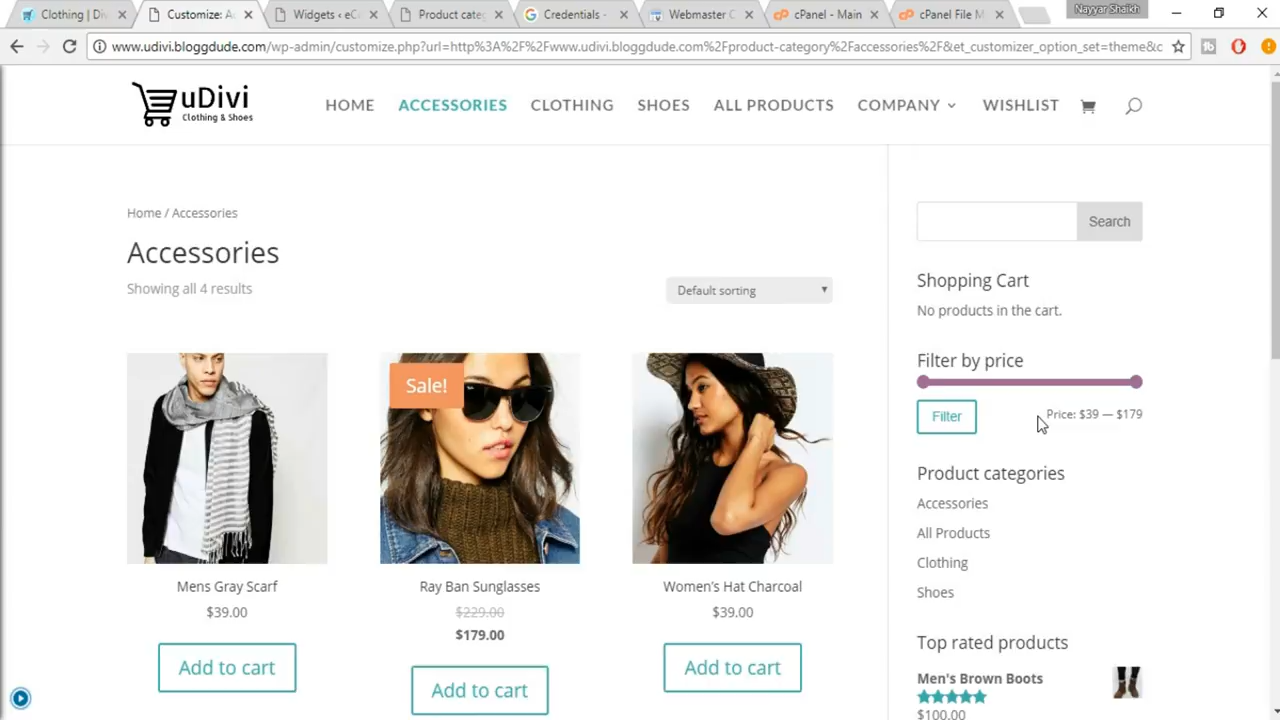 Clothing | Div
Customize: A
Widgets ‹ eC
Product cate
Credentials -
Webmaster C
cPanel - Main
cPanel File M
Nayyar Shaikh
www.udivi.bloggdude.com/wp-admin/customize.php?url=http%3A%2F%2Fwww.udivi.bloggdude.com%2Fproduct-category%2Faccessories%2F&et_customizer_option_set=theme&c
uDivi
Clothing & Shoes
HOME
ACCESSORIES
CLOTHING
SHOES
ALL PRODUCTS
COMPANY
WISHLIST
Home / Accessories
Accessories
Showing all 4 results
Default sorting
Sale!
Mens Gray Scarf
$39.00
Add to cart
Ray Ban Sunglasses
$229.00
$179.00
Add to cart
Women's Hat Charcoal
$39.00
Add to cart
Search
Shopping Cart
No products in the cart.
Filter by price
Filter
Price: $39 — $179
Product categories
Accessories
All Products
Clothing
Shoes
Top rated products
Men's Brown Boots
$100.00